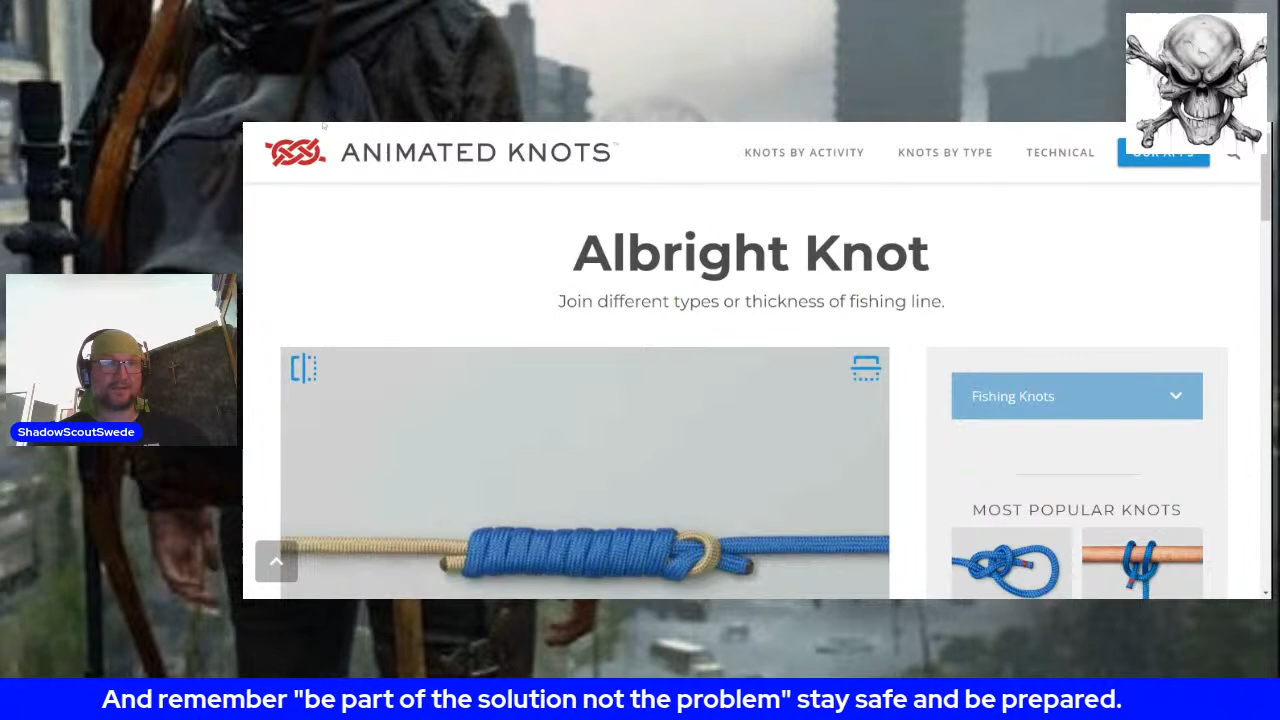 ANIMATED KNOTS™
KNOTS BY ACTIVITY
KNOTS BY TYPE
TECHNICAL
Albright Knot
Join different types or thickness of fishing line.
Fishing Knots
MOST POPULAR KNOTS
ShadowScoutSwede
And remember "be part of the solution not the problem" stay safe and be prepared.